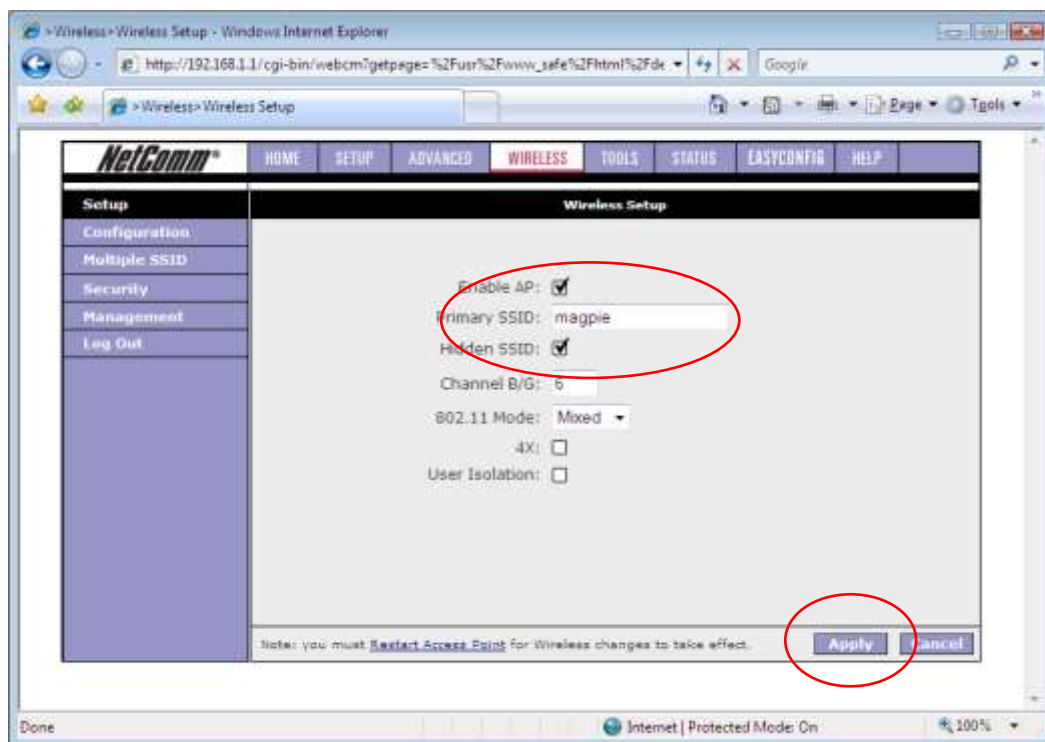 >Wireless>Wireless Setup - Windows Internet Explorer
http://192.168.1.1/cgi-bin/webcm?getpage=%2Fusr%2Fwww_safe%2Fhtml%2Fde
Google
>Wireless>Wireless Setup
Page
Tools
NetComm®
HOME SETUP ADVANCED WIRELESS TOOLS STATUS EASYCONFIG HELP
Setup
Wireless Setup
Configuration
Multiple SSID
Security
Management
Log Out
Enable AP:
Primary SSID: magpie
Hidden SSID:
Channel B/G: 6
802.11 Mode: Mixed
4X:
User Isolation:
Note: you must Restart Access Point for Wireless changes to take effect.
Apply Cancel
Done
Internet | Protected Mode: On
100%